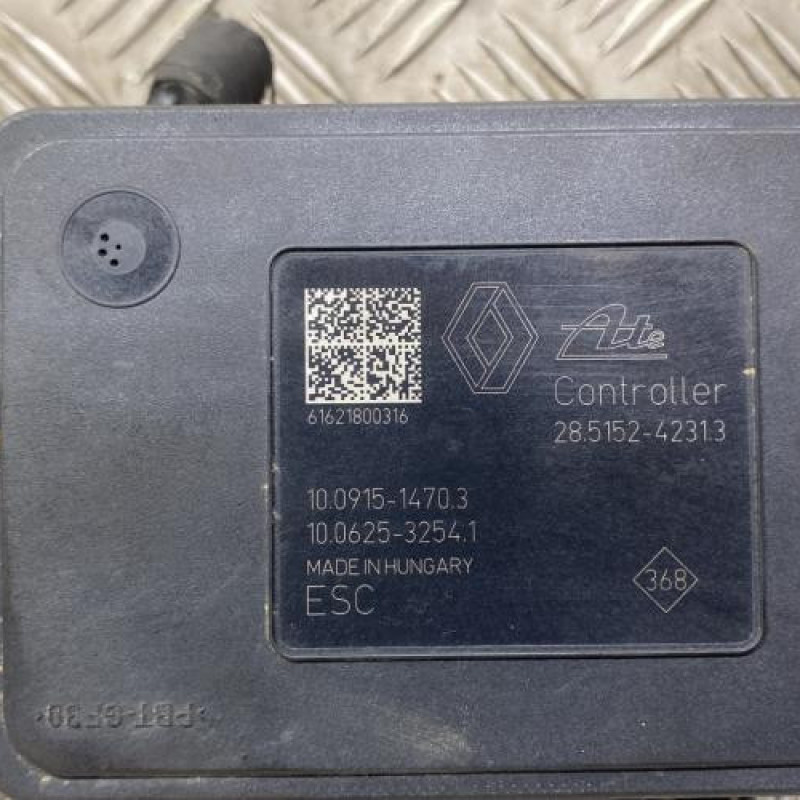 61621800316
Ate
Controller
28.5152-4231.3
10.0915-1470.3
10.0625-3254.1
MADE IN HUNGARY
ESC
368
>PBT-GF30<